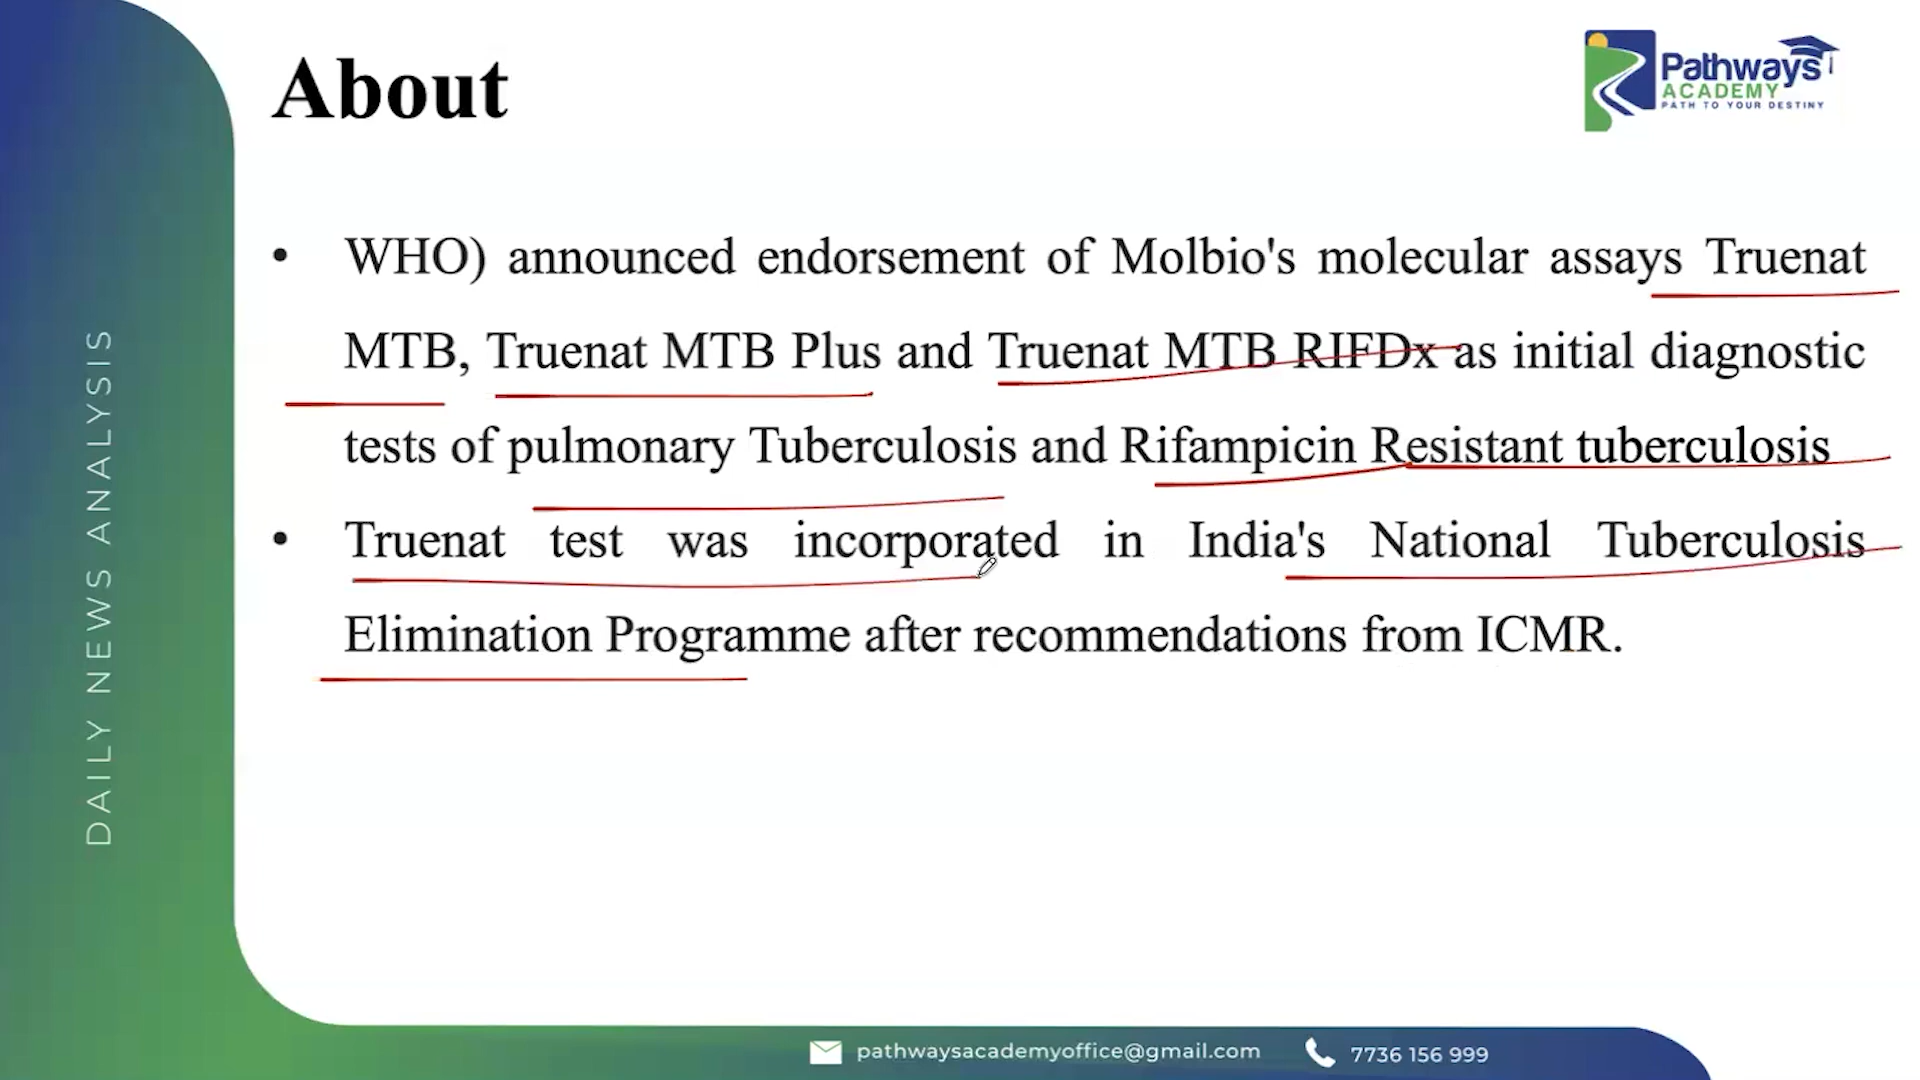 About
Pathways
ACADEMY
PATH TO YOUR DESTINY
• WHO) announced endorsement of Molbio's molecular assays Truenat
MTB, Truenat MTB Plus and Truenat MTB RIFDx as initial diagnostic
tests of pulmonary Tuberculosis and Rifampicin Resistant tuberculosis
• Truenat test was incorporated in India's National Tuberculosis
Elimination Programme after recommendations from ICMR.
DAILY NEWS ANALYSIS
pathwaysacademyoffice@gmail.com
7736 156 999